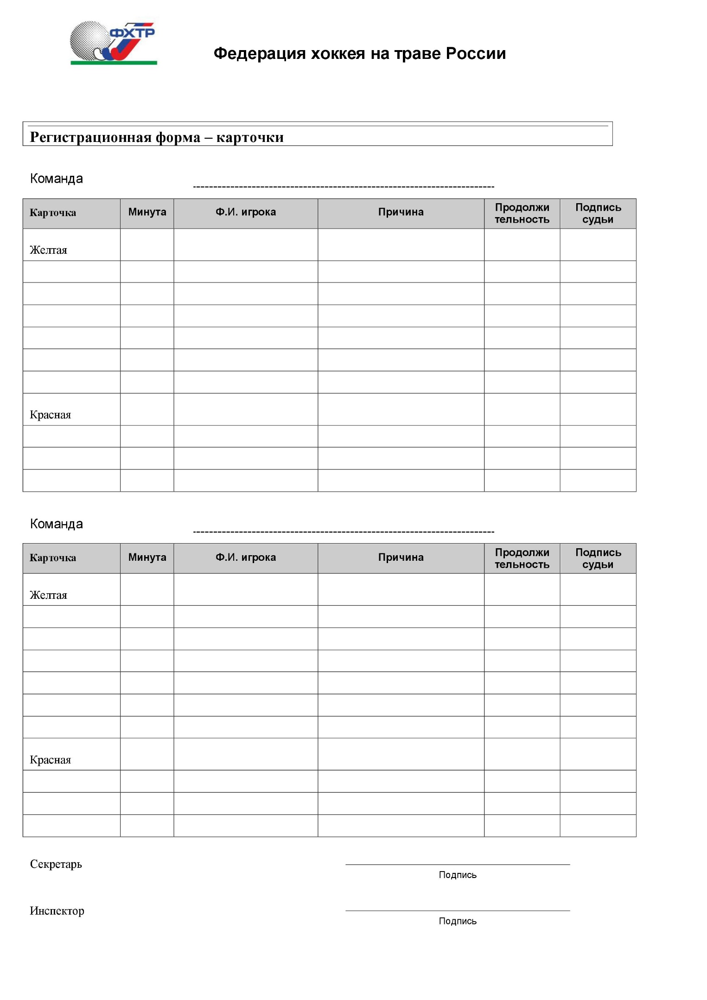 ФХТР
Федерация хоккея на траве России
Регистрационная форма – карточки
Команда
Карточка Минута Ф.И. игрока Причина Продолжи тельность Подпись судьи
Желтая
Красная
Команда
Карточка Минута Ф.И. игрока Причина Продолжи тельность Подпись судьи
Желтая
Красная
Секретарь
Подпись
Инспектор
Подпись